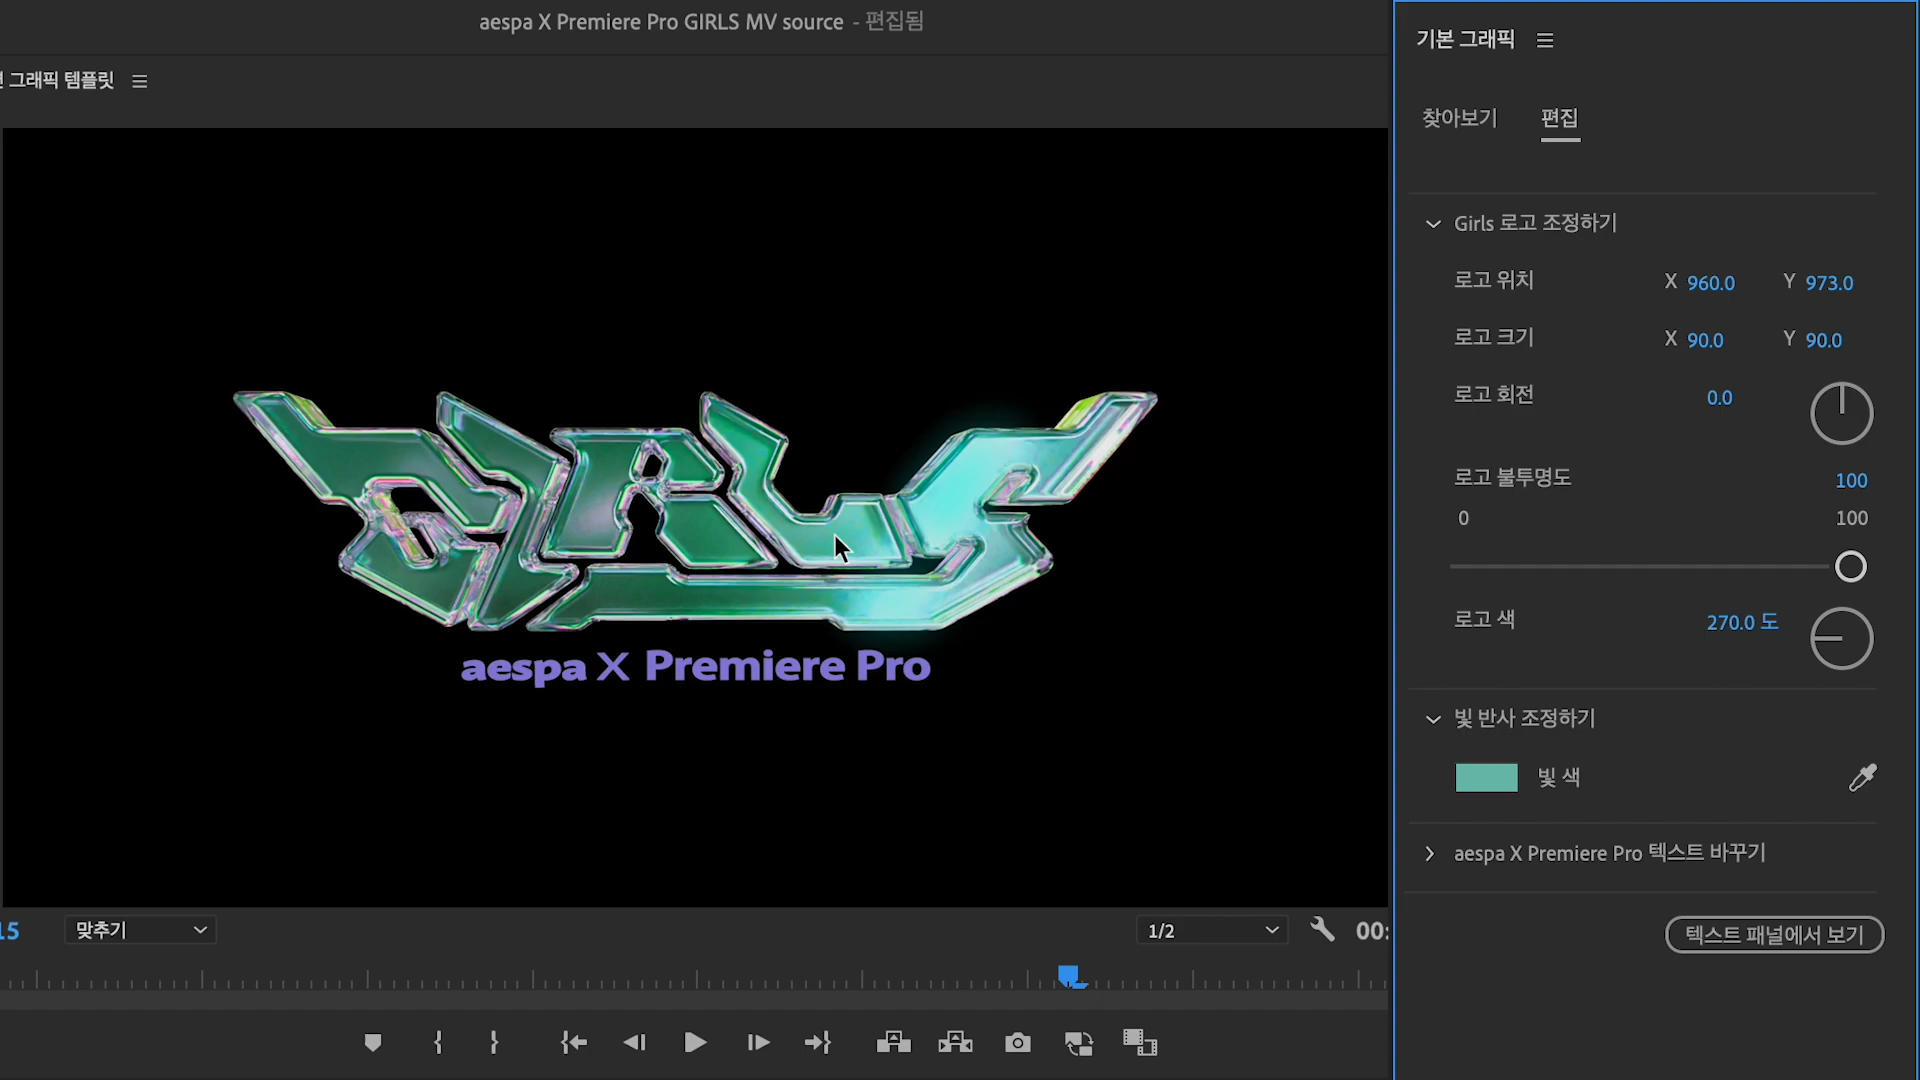 aespa X Premiere Pro GIRLS MV source - 편집됨
그래픽 템플릿
GIRLS
aespa X Premiere Pro
15
맞추기
1/2
00:
기본 그래픽
찾아보기 편집
Girls 로고 조정하기
로고 위치 X 960.0 Y 973.0
로고 크기 X 90.0 Y 90.0
로고 회전 0.0
로고 불투명도 100
0 100
로고 색 270.0 도
빛 반사 조정하기
빛 색
aespa X Premiere Pro 텍스트 바꾸기
텍스트 패널에서 보기